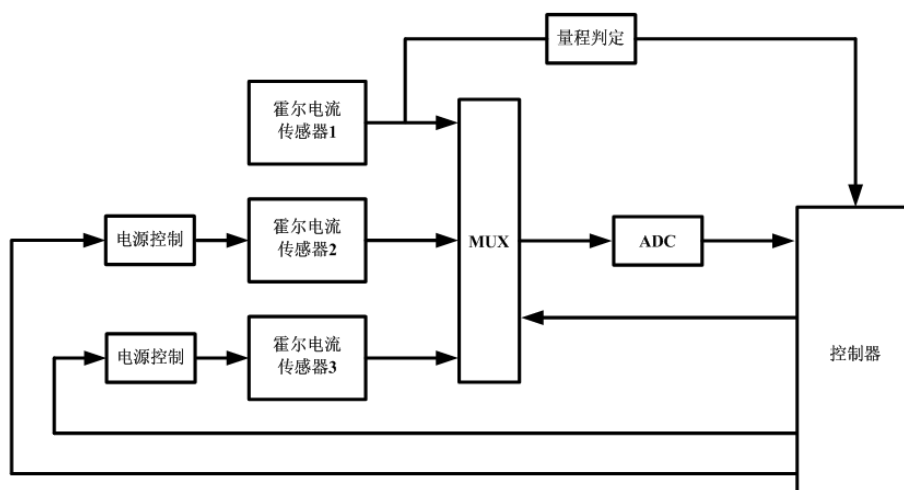 量程判定
霍尔电流
传感器1
电源控制
霍尔电流
传感器2
MUX
ADC
电源控制
霍尔电流
传感器3
控制器